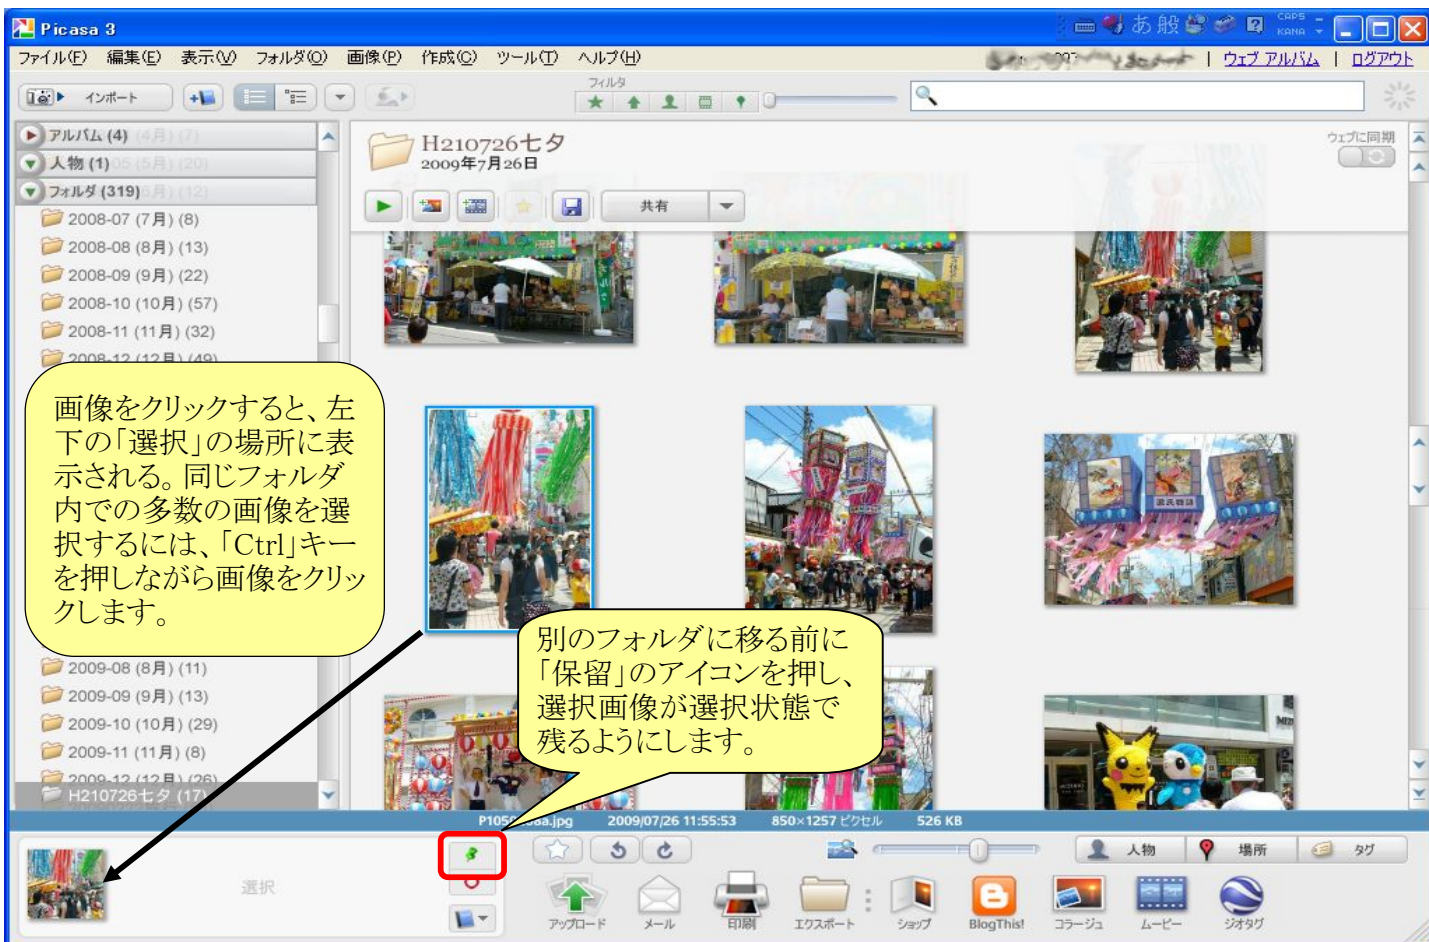 Picasa 3
あ 般
CAPS
KANA
ファイル(F) 編集(E) 表示(V) フォルダ(O) 画像(P) 作成(C) ツール(T) ヘルプ(H)
| ウェブ アルバム | ログアウト
インポート
フィルタ
アルバム (4)
人物 (1)
フォルダ (319)
2008-07 (7月) (8)
2008-08 (8月) (13)
2008-09 (9月) (22)
2008-10 (10月) (57)
2008-11 (11月) (32)
2008-12 (12月) (49)
H210726七夕
2009年7月26日
ウェブに同期
共有
画像をクリックすると、左
下の「選択」の場所に表
示される。同じフォルダ
内での多数の画像を選
択するには、「Ctrl」キー
を押しながら画像をクリッ
クします。
別のフォルダに移る前に
「保留」のアイコンを押し、
選択画像が選択状態で
残るようにします。
2009-08 (8月) (11)
2009-09 (9月) (13)
2009-10 (10月) (29)
2009-11 (11月) (8)
2009-12 (12月) (26)
H210726七夕 (17)
2009/07/26 11:55:53 850×1257 ピクセル 526 KB
選択
人物 場所 タグ
アップロード メール 印刷 エクスポート ショップ BlogThis! コラージュ ムービー ジオタグ